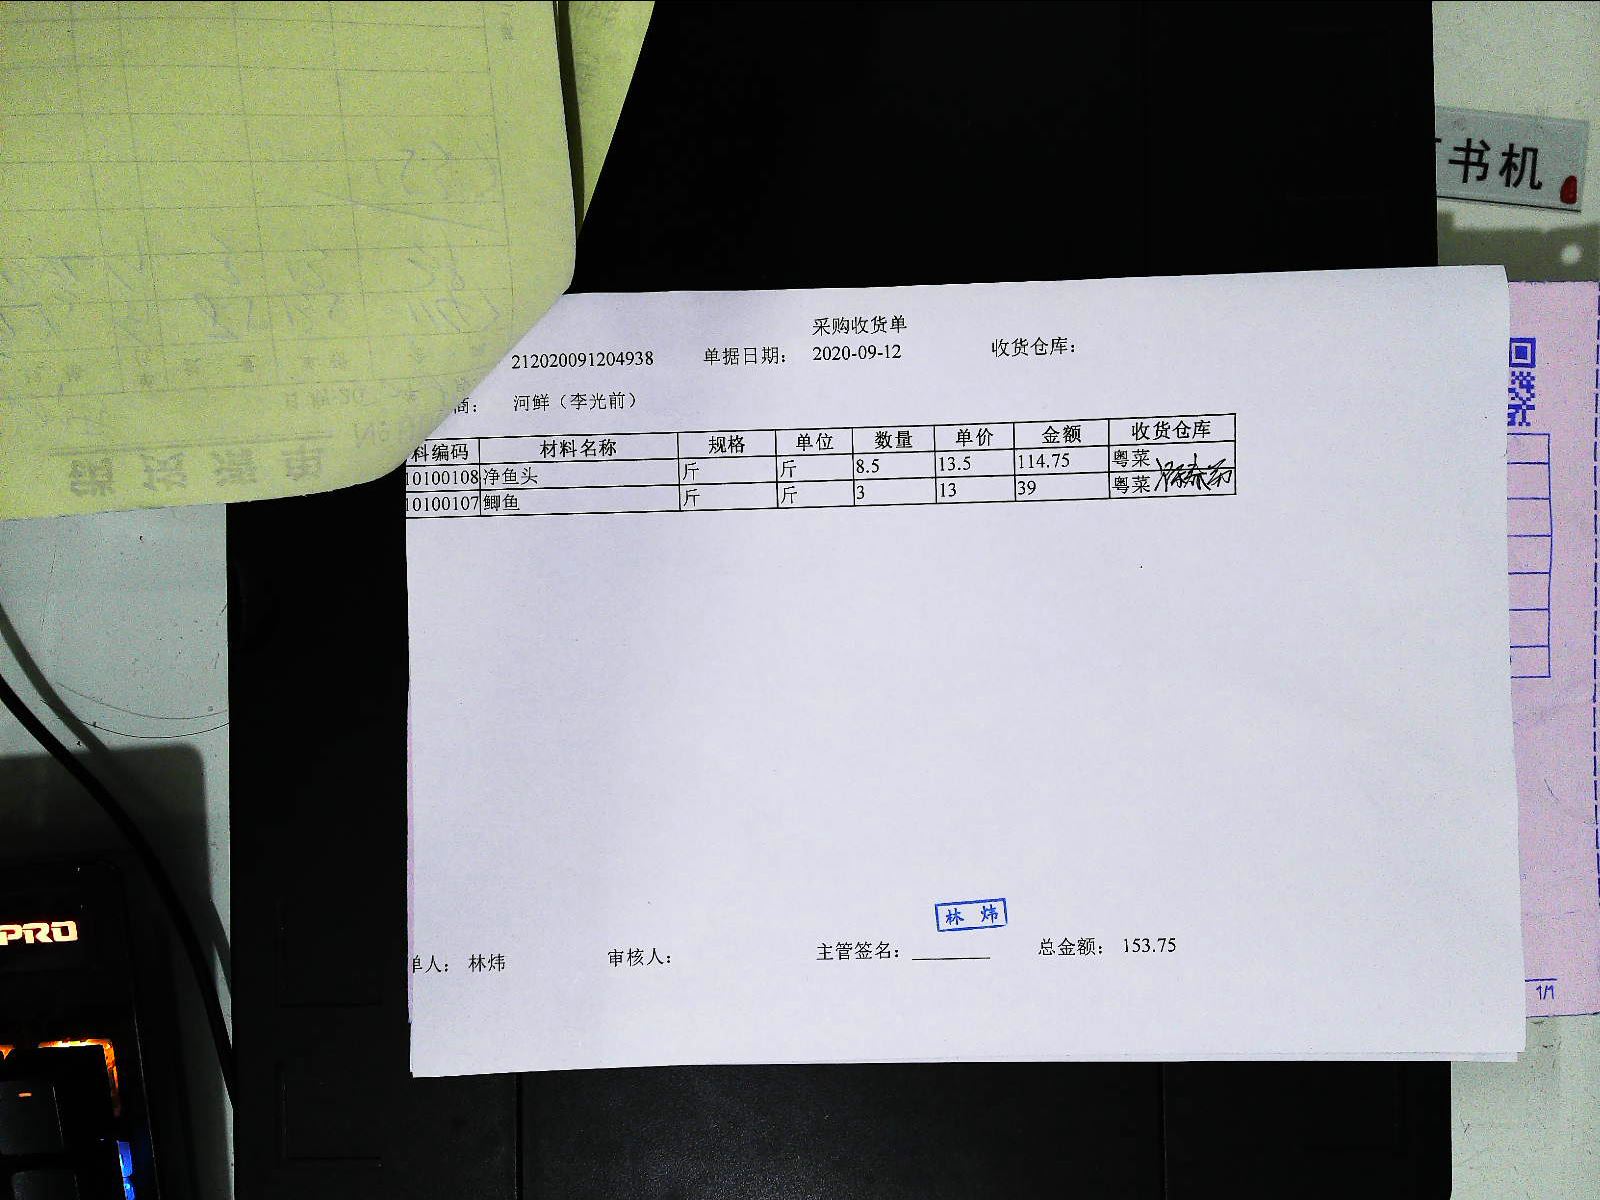 书机
采购收货单
212020091204938 单据日期： 2020-09-12 收货仓库：
商： 河鲜（李光前）
料编码 材料名称 规格 单位 数量 单价 金额 收货仓库
10100108 净鱼头 斤 斤 8.5 13.5 114.75 粤菜
10100107 鲫鱼 斤 斤 3 13 39 粤菜
林炜
单人： 林炜 审核人： 主管签名： 总金额： 153.75
PRO
1/1